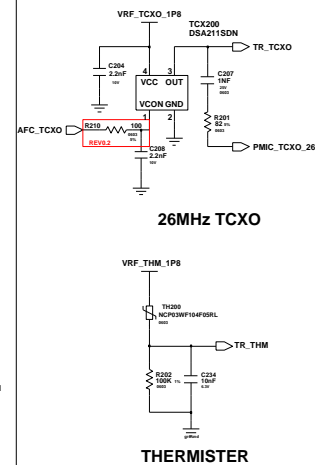 VRF_TCXO_1P8
TCX200
DSA211SDN
TR_TCXO
C204
2.2nF
10V
4 3
VCC OUT
VCON GND
1 2
C207
1NF
25V
0603
R201
82 5%
0603
AFC_TCXO
R210 100
0603
5%
REV0.2
C208
2.2nF
10V
PMIC_TCXO_26
26MHz TCXO
VRF_THM_1P8
TH200
NCP03WF104F05RL
0603
TR_THM
R202
100K 1%
0603
C234
10nF
6.3V
THERMISTER